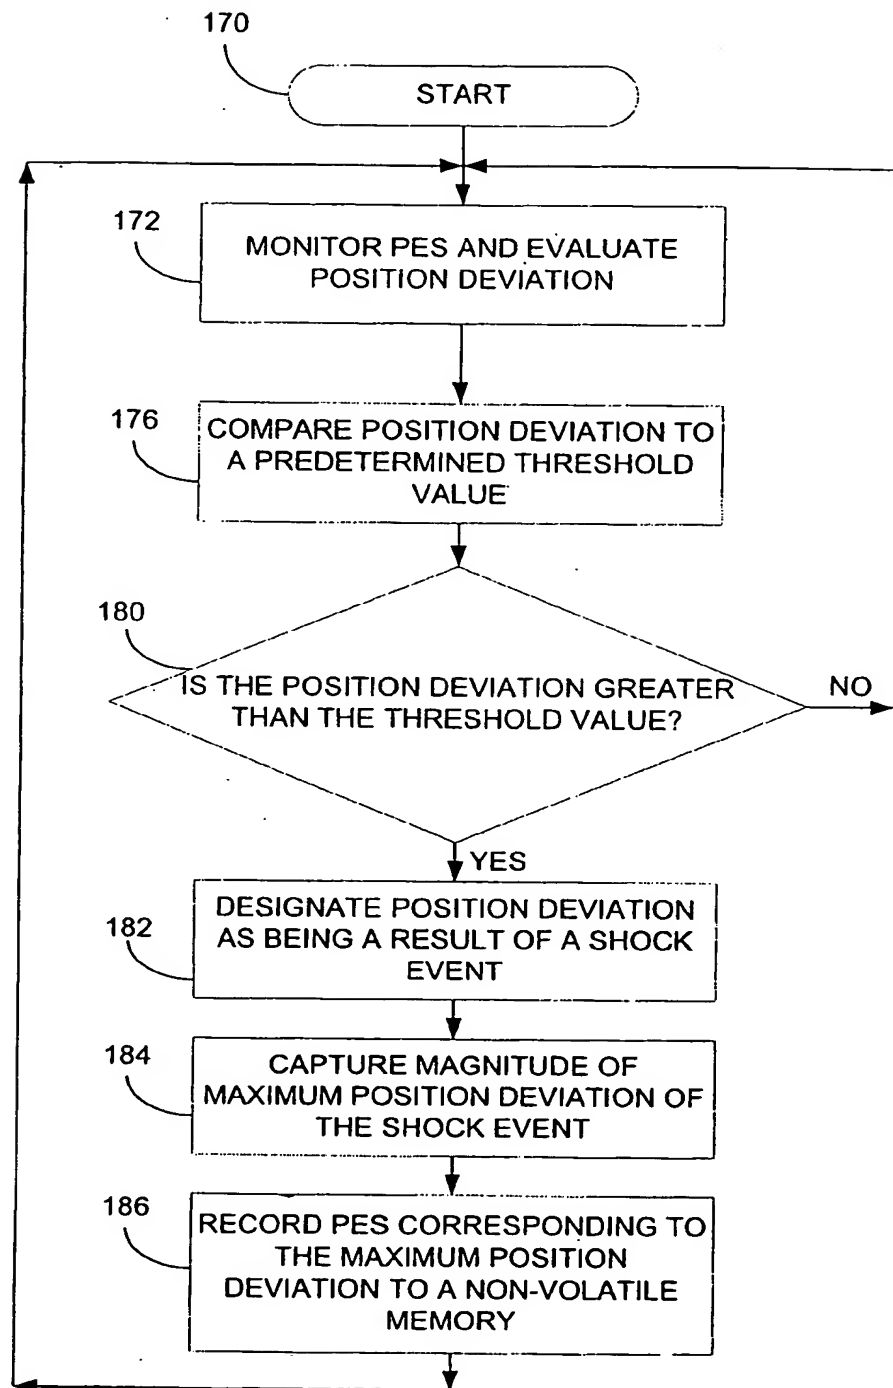 170
START
172
MONITOR PES AND EVALUATE
POSITION DEVIATION
176
COMPARE POSITION DEVIATION TO
A PREDETERMINED THRESHOLD
VALUE
180
IS THE POSITION DEVIATION GREATER
THAN THE THRESHOLD VALUE?
NO
YES
182
DESIGNATE POSITION DEVIATION
AS BEING A RESULT OF A SHOCK
EVENT
184
CAPTURE MAGNITUDE OF
MAXIMUM POSITION DEVIATION OF
THE SHOCK EVENT
186
RECORD PES CORRESPONDING TO
THE MAXIMUM POSITION
DEVIATION TO A NON-VOLATILE
MEMORY